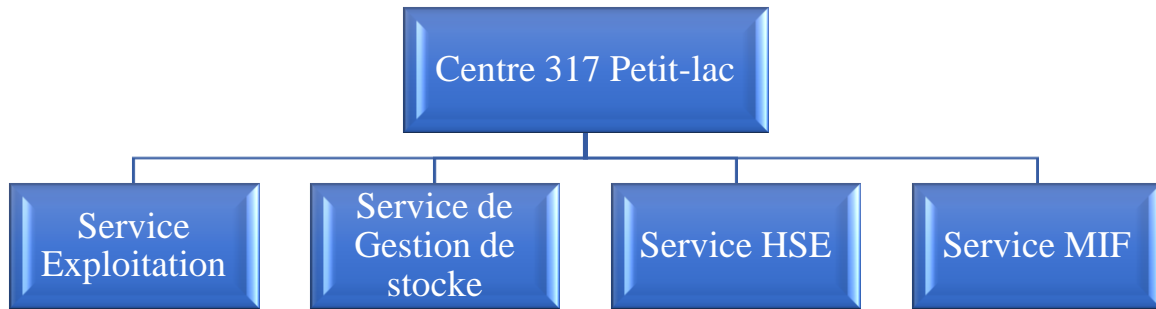 Centre 317 Petit-lac
Service
Exploitation
Service de
Gestion de
stocke
Service HSE
Service MIF